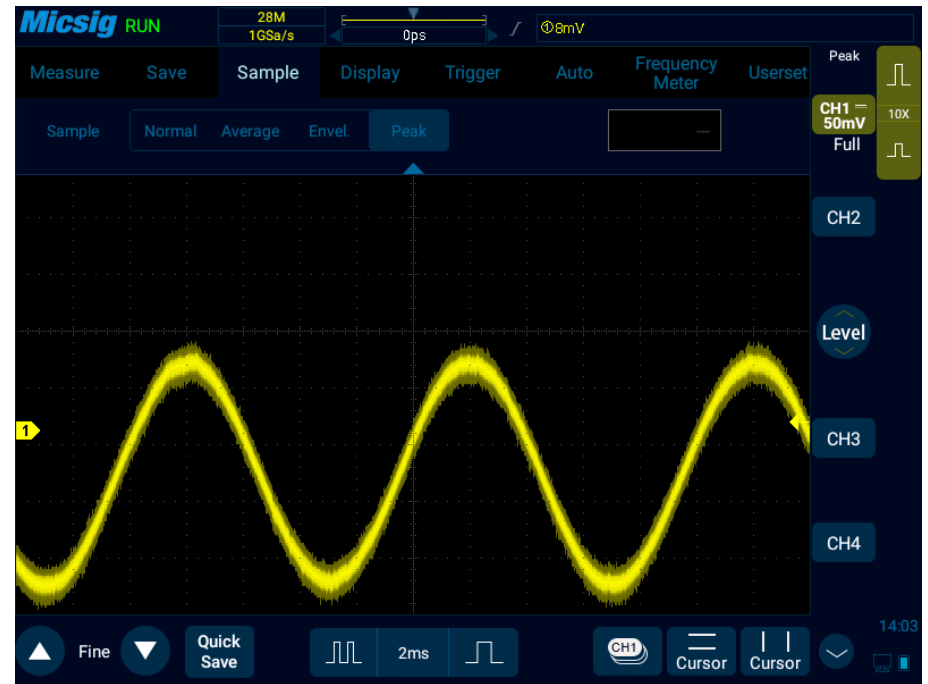 Micsig RUN 28M 1GSa/s 0ps ①8mV
Measure Save Sample Display Trigger Auto Frequency Meter Userset
Peak
Sample Normal Average Envel. Peak ---
CH1
50mV
Full
10X
CH2
Level
1
CH3
CH4
Fine Quick Save 2ms CH1 Cursor Cursor
14:03